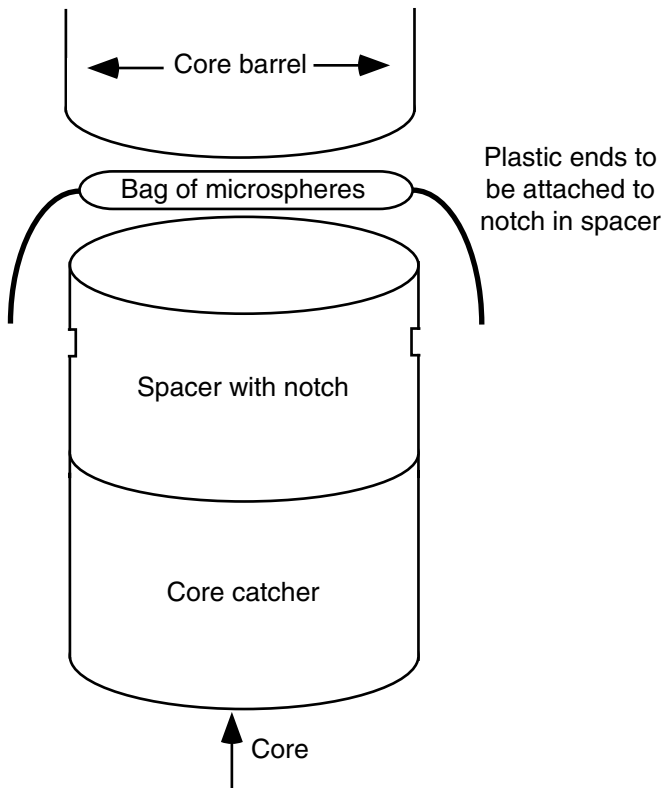 Core barrel
Bag of microspheres
Plastic ends to
be attached to
notch in spacer
Spacer with notch
Core catcher
Core